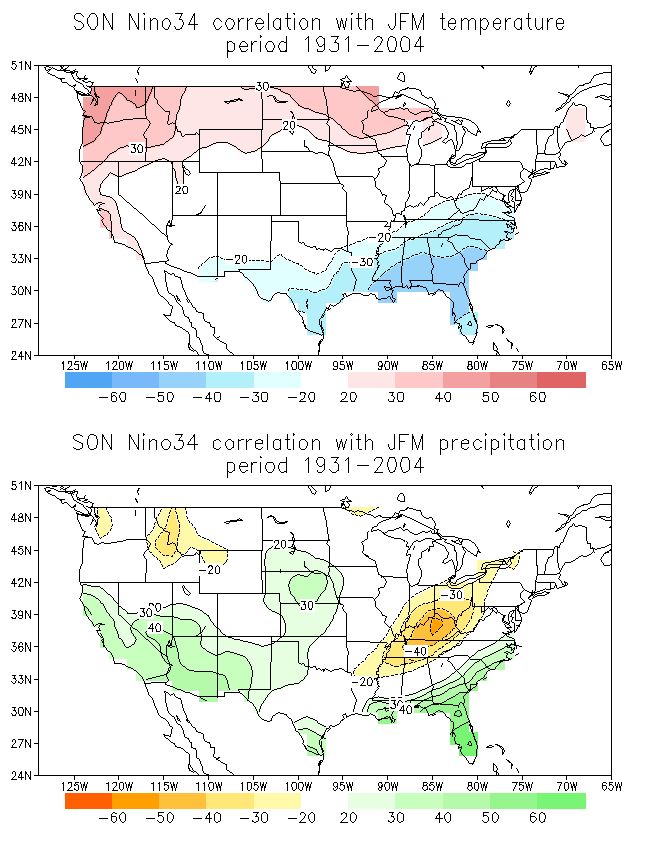 SON Nino34 correlation with JFM temperature
period 1931−2004
51N
48N
45N
42N
39N
36N
33N
30N
27N
24N
30
20
30
20
−20
−30
−20
125W 120W 115W 110W 105W 100W 95W 90W 85W 80W 75W 70W 65W
−60 −50 −40 −30 −20 20 30 40 50 60
SON Nino34 correlation with JFM precipitation
period 1931−2004
51N
48N
45N
42N
39N
36N
33N
30N
27N
24N
20
−20
−30
30
20
30
40
−40
−20
30
40
125W 120W 115W 110W 105W 100W 95W 90W 85W 80W 75W 70W 65W
−60 −50 −40 −30 −20 20 30 40 50 60